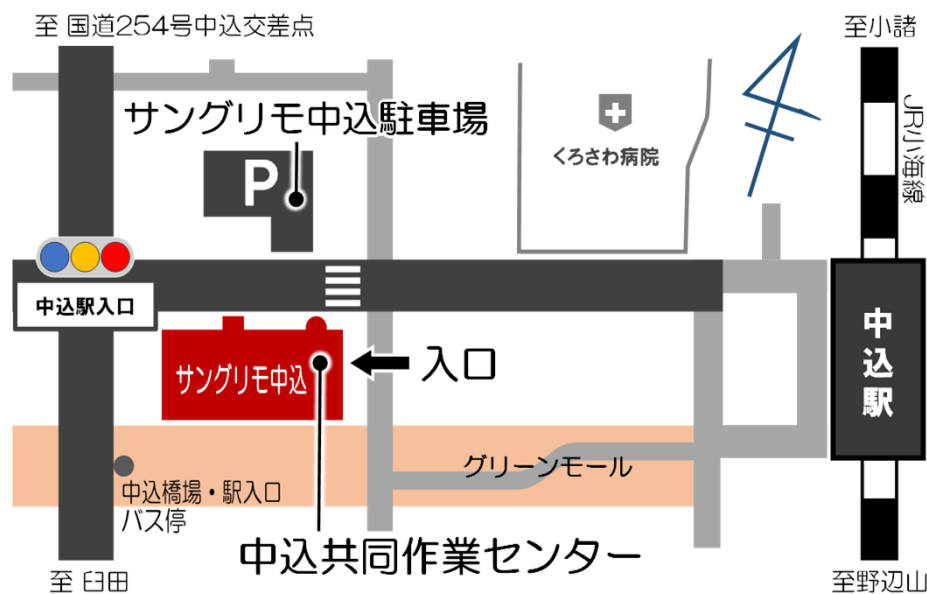 至 国道254号中込交差点
至小諸
サングリモ中込駐車場
JR小海線
くろさわ病院
P
中込駅入口
中込駅
サングリモ中込
入口
グリーンモール
中込橋場・駅入口
バス停
中込共同作業センター
至 臼田
至野辺山